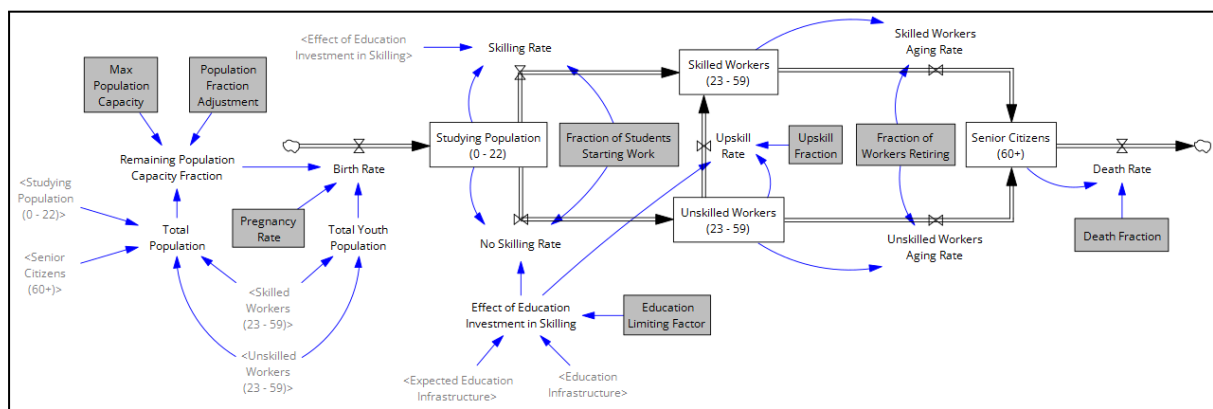 <Effect of Education
Investment in Skilling>
Skilling Rate
Skilled Workers
(23 - 59)
Skilled Workers
Aging Rate
Max
Population
Capacity
Population
Fraction
Adjustment
Studying Population
(0 - 22)
Fraction of Students
Starting Work
Upskill
Rate
Upskill
Fraction
Fraction of
Workers Retiring
Senior Citizens
(60+)
Remaining Population
Capacity Fraction
Birth Rate
Death Rate
<Studying
Population
(0 - 22)>
Pregnancy
Rate
Total
Population
Total Youth
Population
No Skilling Rate
Unskilled Workers
(23 - 59)
Unskilled Workers
Aging Rate
Death Fraction
<Senior
Citizens
(60+)>
<Skilled
Workers
(23 - 59)>
Effect of Education
Investment in Skilling
Education
Limiting Factor
<Unskilled
Workers
(23 - 59)>
<Expected Education
Infrastructure>
<Education
Infrastructure>